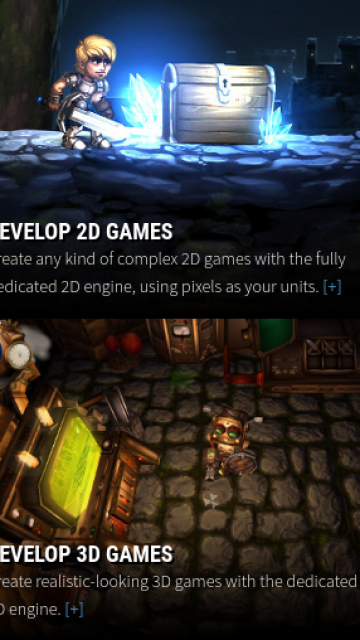 EVELOP 2D GAMES
reate any kind of complex 2D games with the fully
edicated 2D engine, using pixels as your units. [+]
EVELOP 3D GAMES
reate realistic-looking 3D games with the dedicated
D engine. [+]